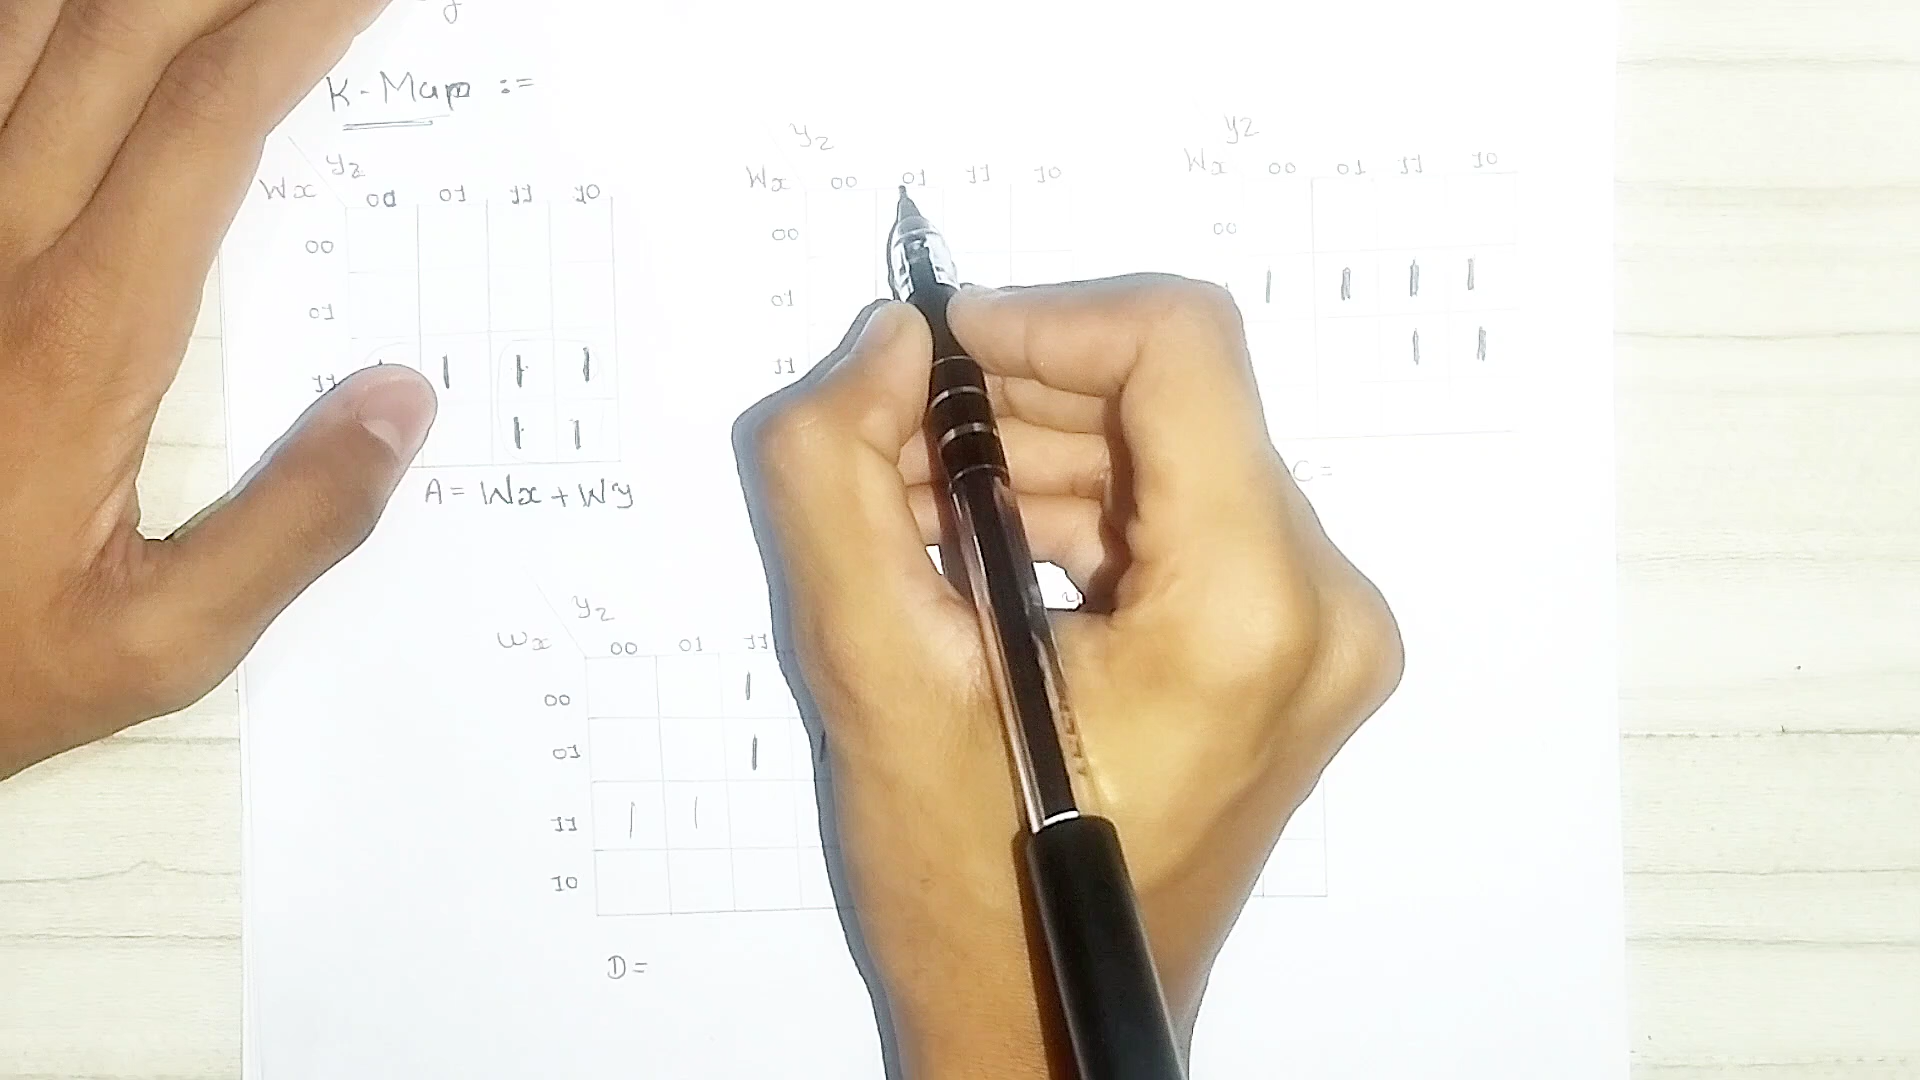 K-Map :=
yz
Wx 00 01 11 10
00
01
11 1 1 1
1 1
A = Wx + Wy
yz
Wx 00 01 11 10
00
01
11
yz
Wx 00 01 11 10
00
1 1 1 1
1 1
C =
yz
Wx 00 01 11
00 1
01 1
11 1 1
10
D =